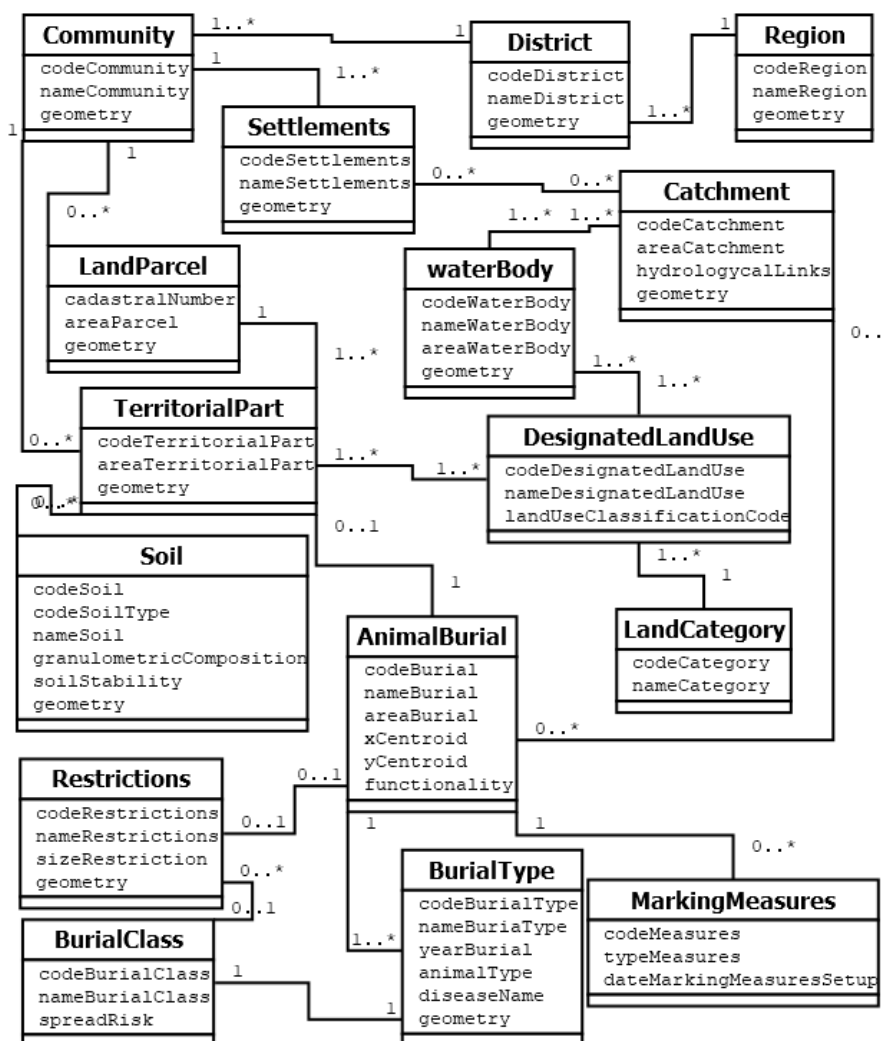 Community
codeCommunity
nameCommunity
geometry
1..*
1
District
codeDistrict
nameDistrict
geometry
1
1..*
Region
codeRegion
nameRegion
geometry
1
1..*
Settlements
codeSettlements
nameSettlements
geometry
0..*
0..*
Catchment
codeCatchment
areaCatchment
hydrologycalLinks
geometry
1
1
0..*
1..*
1..*
waterBody
codeWaterBody
nameWaterBody
areaWaterBody
geometry
0..
LandParcel
cadastralNumber
areaParcel
geometry
1
1..*
1..*
1..*
TerritorialPart
codeTerritorialPart
areaTerritorialPart
geometry
0..*
1..*
1..*
DesignatedLandUse
codeDesignatedLandUse
nameDesignatedLandUse
landUseClassificationCode
0..1
1..*
1
Soil
codeSoil
codeSoilType
nameSoil
granulometricComposition
soilStability
geometry
1
LandCategory
codeCategory
nameCategory
AnimalBurial
codeBurial
nameBurial
areaBurial
xCentroid
yCentroid
functionality
0..*
0..1
Restrictions
codeRestrictions
nameRestrictions
sizeRestriction
geometry
0..1
1
1
0..*
0..*
0..1
BurialType
codeBurialType
nameBuriaType
yearBurial
animalType
diseaseName
geometry
1..*
MarkingMeasures
codeMeasures
typeMeasures
dateMarkingMeasuresSetup
BurialClass
codeBurialClass
nameBurialClass
spreadRisk
1
1